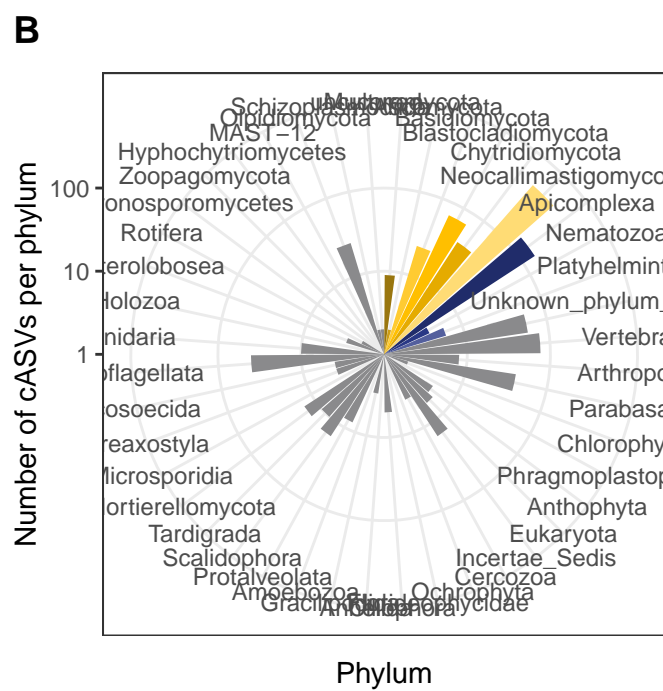 B
Schizoplasmodiida
Ascomycota
Olpidiomycota
Basidiomycota
MAST−12
Blastocladiomycota
Hyphochytriomycetes
Chytridiomycota
Zoopagomycota
Neocallimastigomyco
onosporomycetes
Apicomplexa
Rotifera
Nematozoa
erolobosea
Platyhelmint
Holozoa
Unknown_phylum_
nidaria
Vertebra
oflagellata
Arthropo
osoecida
Parabasa
reaxostyla
Chlorophy
Microsporidia
Phragmoplastop
ortierellomycota
Anthophyta
Tardigrada
Eukaryota
Scalidophora
Incertae_Sedis
Protalveolata
Cercozoa
Amoebozoa
Ochrophyta
100
10
1
Number of cASVs per phylum
Phylum